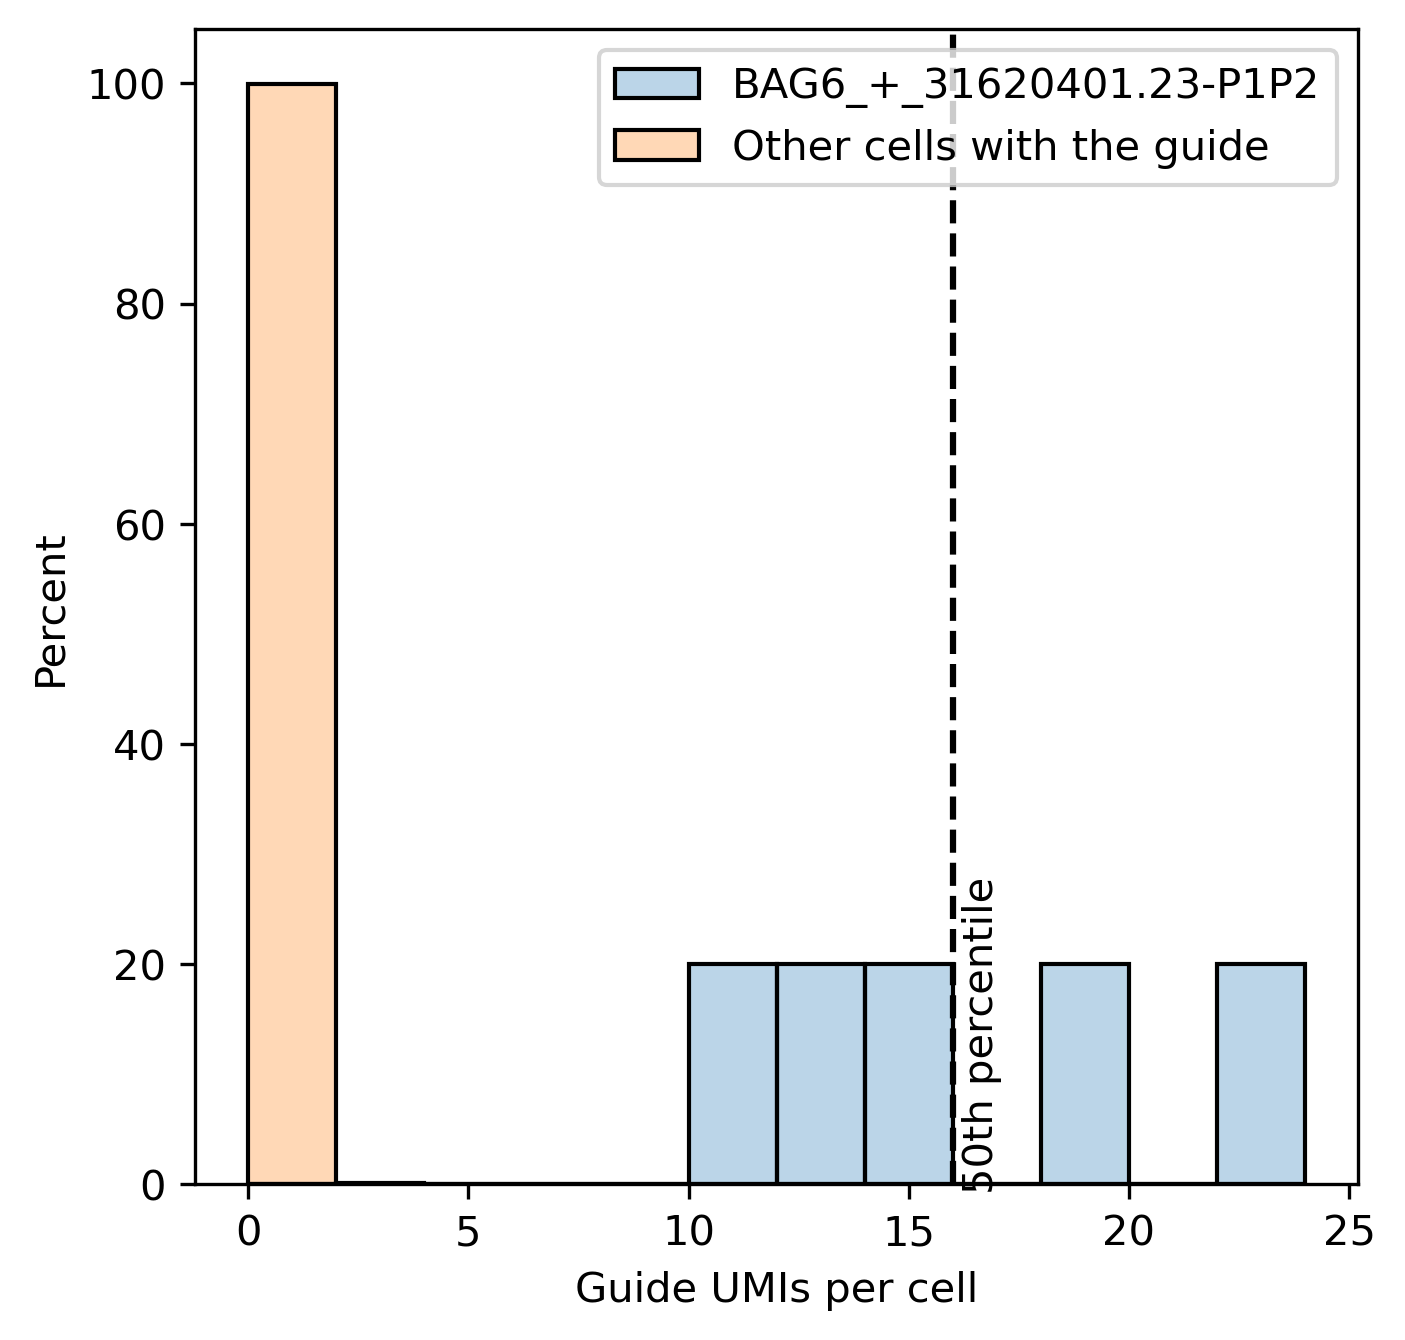 BAG6_+_31620401.23-P1P2
Other cells with the guide
100
80
60
40
20
0
Percent
50th percentile
0 5 10 15 20 25
Guide UMIs per cell